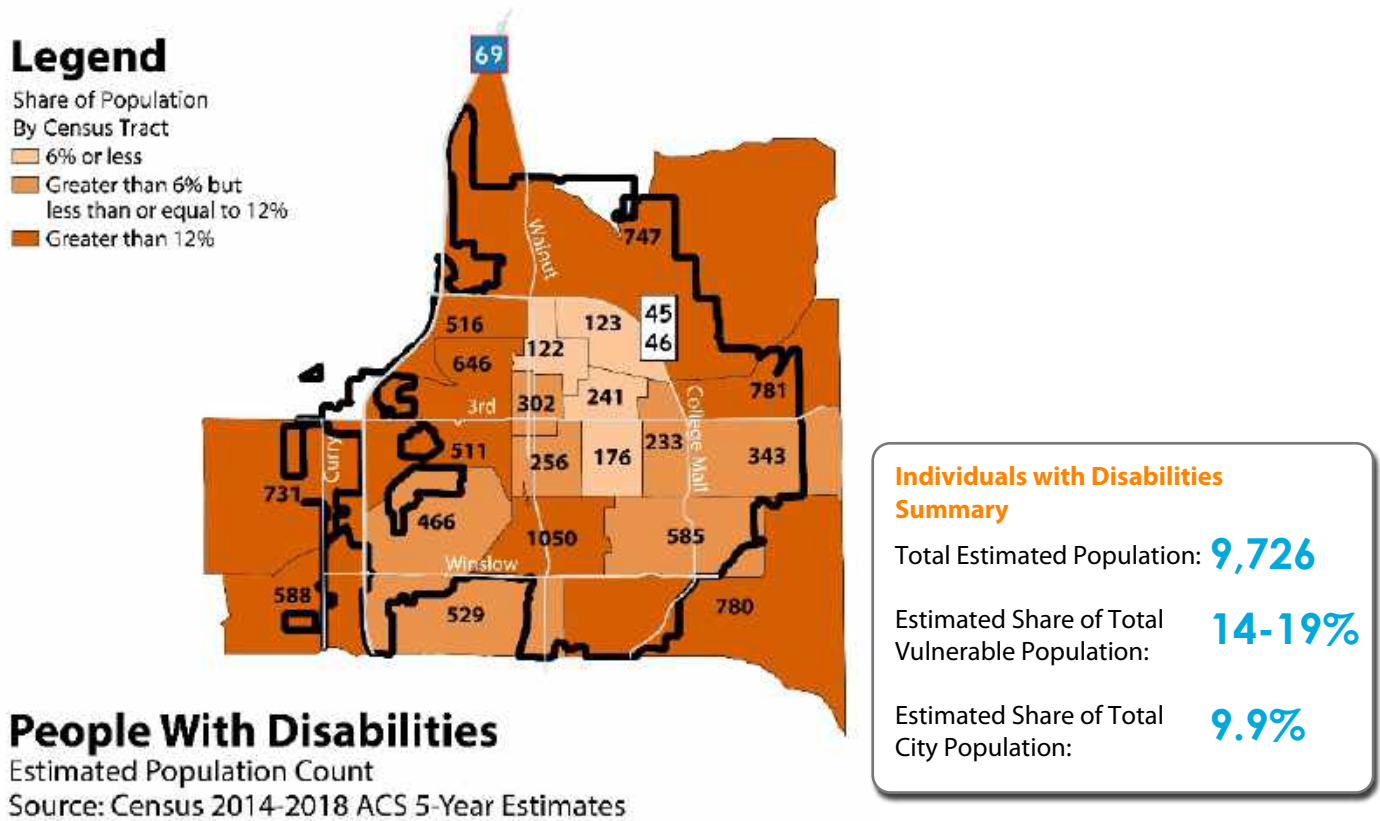 Legend
Share of Population
By Census Tract
6% or less
Greater than 6% but
less than or equal to 12%
Greater than 12%
69
Walnut
747
516
123
45
46
122
646
781
241
302
3rd
College Mall
233
511
176
343
256
Curry
731
466
1050
585
Winslow
588
529
780
People With Disabilities
Estimated Population Count
Source: Census 2014-2018 ACS 5-Year Estimates
Individuals with Disabilities
Summary
Total Estimated Population: 9,726
Estimated Share of Total
Vulnerable Population:
14-19%
Estimated Share of Total
City Population:
9.9%